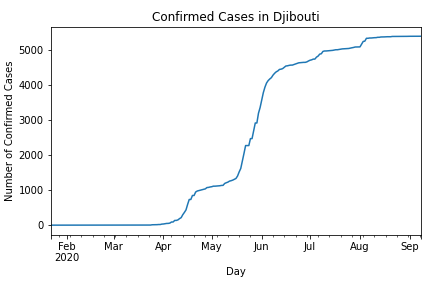 Confirmed Cases in Djibouti
Number of Confirmed Cases
5000
4000
3000
2000
1000
0
Feb Mar Apr May Jun Jul Aug Sep
2020
Day